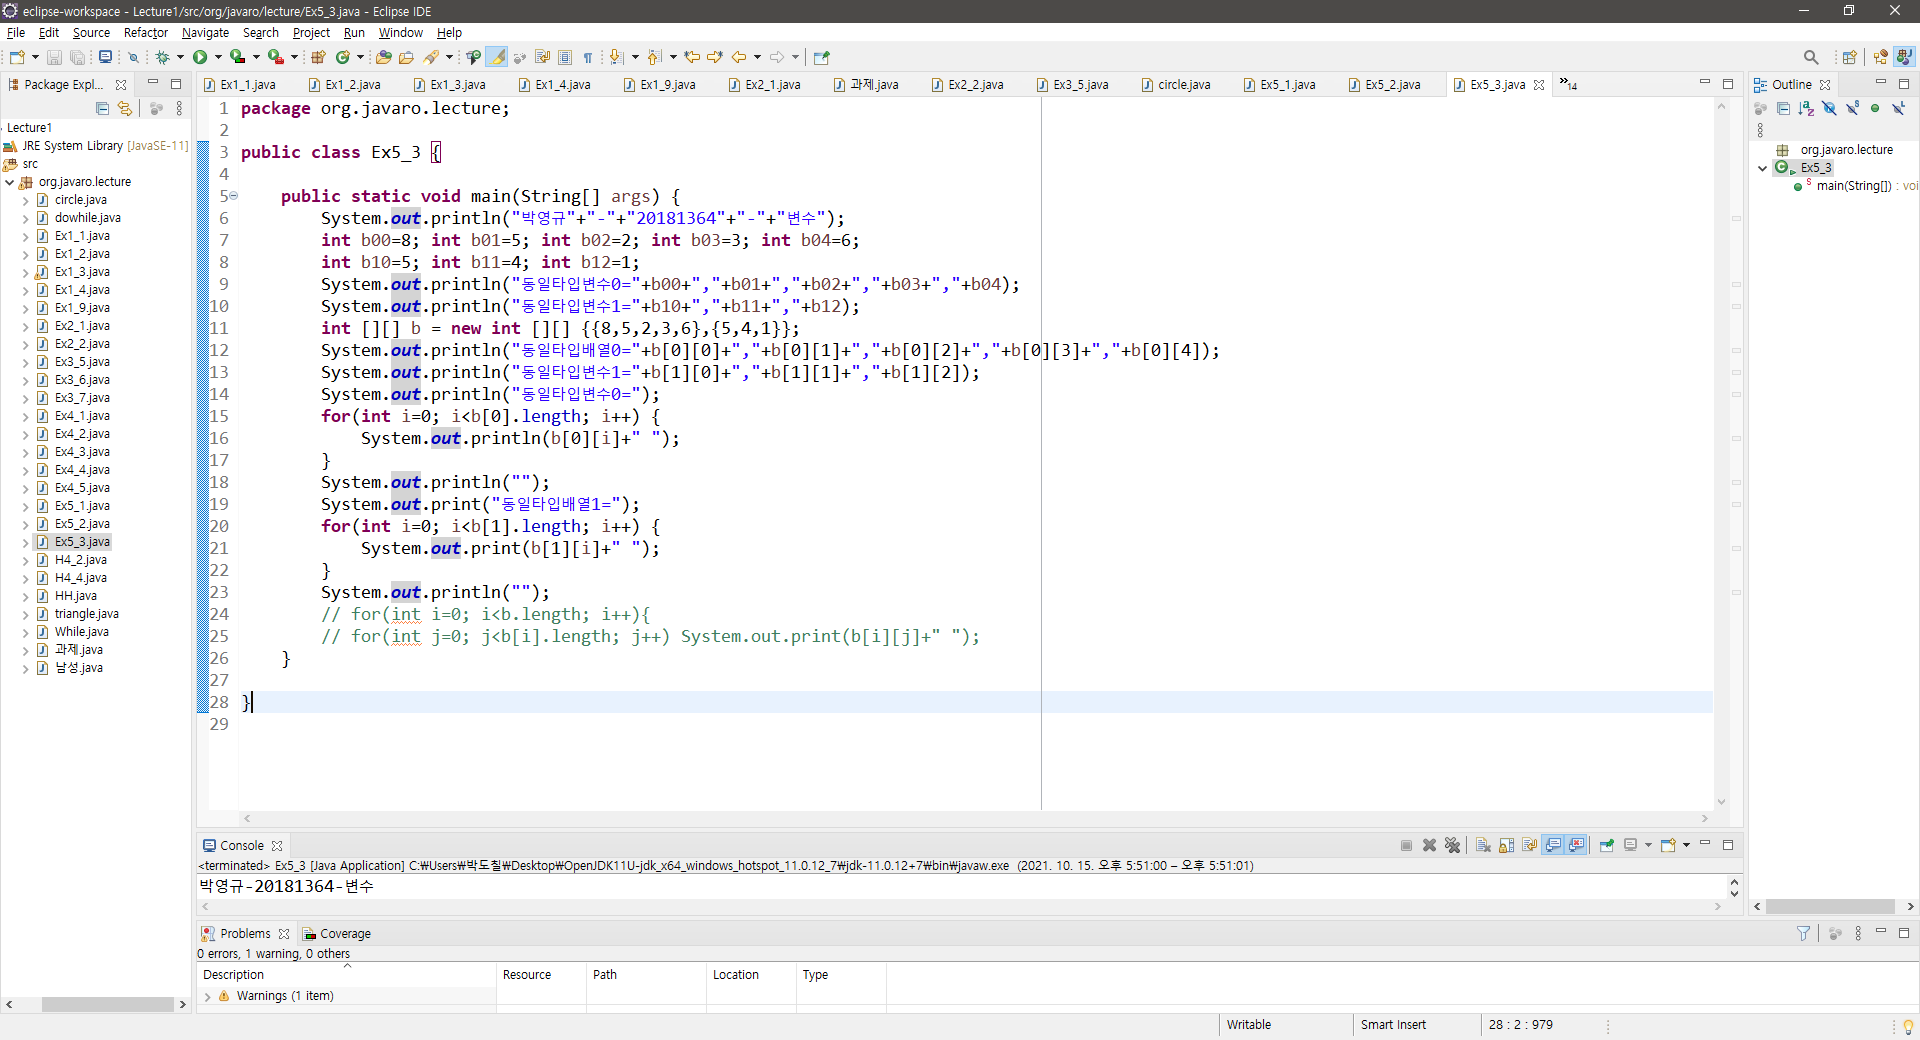 eclipse-workspace - Lecture1/src/org/javaro/lecture/Ex5_3.java - Eclipse IDE
File Edit Source Refactor Navigate Search Project Run Window Help
Package Expl...
Ex1_1.java Ex1_2.java Ex1_3.java Ex1_4.java Ex1_9.java Ex2_1.java 과제.java Ex2_2.java Ex3_5.java circle.java Ex5_1.java Ex5_2.java Ex5_3.java »14
Outline
Lecture1
JRE System Library [JavaSE-11]
src
org.javaro.lecture
circle.java
dowhile.java
Ex1_1.java
Ex1_2.java
Ex1_3.java
Ex1_4.java
Ex1_9.java
Ex2_1.java
Ex2_2.java
Ex3_5.java
Ex3_6.java
Ex3_7.java
Ex4_1.java
Ex4_2.java
Ex4_3.java
Ex4_4.java
Ex4_5.java
Ex5_1.java
Ex5_2.java
Ex5_3.java
H4_2.java
H4_4.java
HH.java
triangle.java
While.java
과제.java
남성.java
1 package org.javaro.lecture;
2
3 public class Ex5_3 {
4
5 public static void main(String[] args) {
6 System.out.println("박영규"+"-"+"20181364"+"-"+"변수");
7 int b00=8; int b01=5; int b02=2; int b03=3; int b04=6;
8 int b10=5; int b11=4; int b12=1;
9 System.out.println("동일타입변수0="+b00+","+b01+","+b02+","+b03+","+b04);
10 System.out.println("동일타입변수1="+b10+","+b11+","+b12);
11 int [][] b = new int [][] {{8,5,2,3,6},{5,4,1}};
12 System.out.println("동일타입배열0="+b[0][0]+","+b[0][1]+","+b[0][2]+","+b[0][3]+","+b[0][4]);
13 System.out.println("동일타입변수1="+b[1][0]+","+b[1][1]+","+b[1][2]);
14 System.out.println("동일타입변수0=");
15 for(int i=0; i<b[0].length; i++) {
16 System.out.println(b[0][i]+" ");
17 }
18 System.out.println("");
19 System.out.print("동일타입배열1=");
20 for(int i=0; i<b[1].length; i++) {
21 System.out.print(b[1][i]+" ");
22 }
23 System.out.println("");
24 // for(int i=0; i<b.length; i++){
25 // for(int j=0; j<b[i].length; j++) System.out.print(b[i][j]+" ");
26 }
27
28 }
29
org.javaro.lecture
Ex5_3
main(String[]) : voi
Console
<terminated> Ex5_3 [Java Application] C:₩Users₩박도칠₩Desktop₩OpenJDK11U-jdk_x64_windows_hotspot_11.0.12_7₩jdk-11.0.12+7₩bin₩javaw.exe (2021. 10. 15. 오후 5:51:00 – 오후 5:51:01)
박영규-20181364-변수
Problems Coverage
0 errors, 1 warning, 0 others
Description Resource Path Location Type
Warnings (1 item)
Writable Smart Insert 28 : 2 : 979